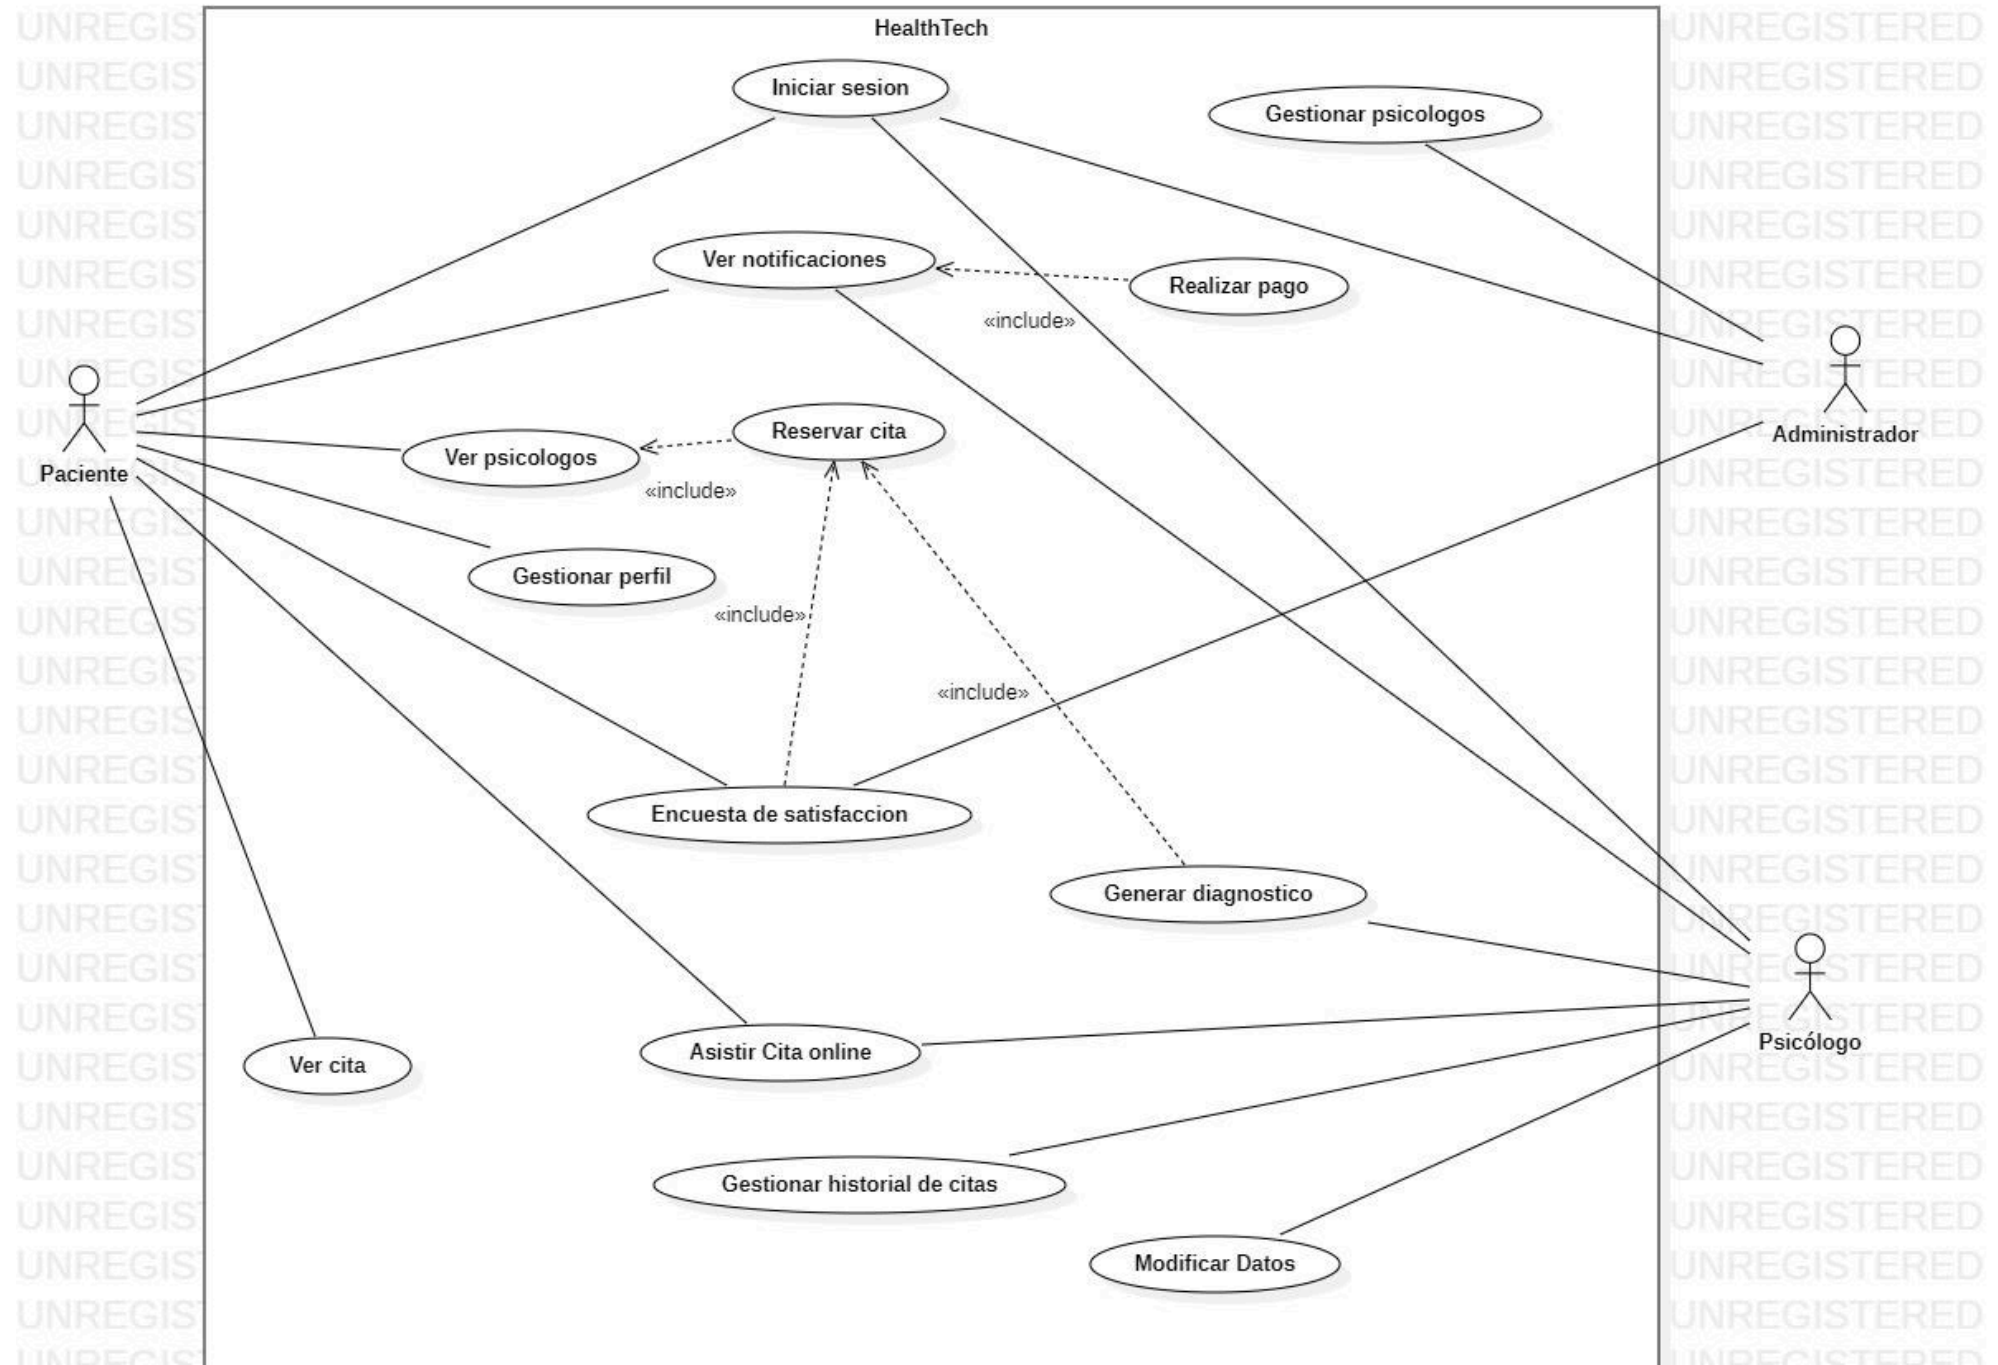 HealthTech
Iniciar sesion
Gestionar psicologos
Ver notificaciones
Realizar pago
«include»
Reservar cita
Ver psicologos
«include»
Paciente
Administrador
Gestionar perfil
«include»
«include»
Encuesta de satisfaccion
Generar diagnostico
Asistir Cita online
Ver cita
Psicólogo
Gestionar historial de citas
Modificar Datos
UNREGISTERED